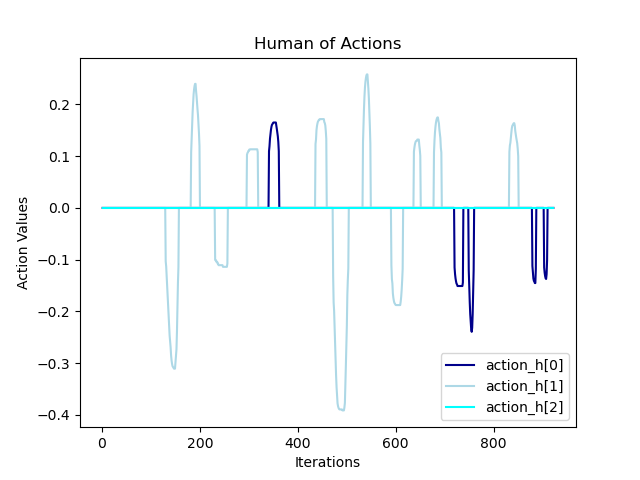 Human of Actions
Action Values
0.2
0.1
0.0
−0.1
−0.2
−0.3
−0.4
0
200
400
600
800
Iterations
action_h[0]
action_h[1]
action_h[2]